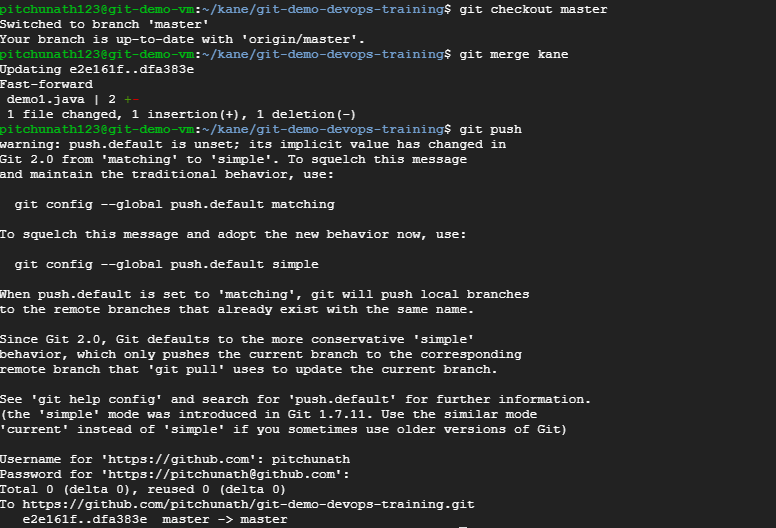 pitchunath123@git-demo-vm:~/kane/git-demo-devops-training$ git checkout master
Switched to branch 'master'
Your branch is up-to-date with 'origin/master'.
pitchunath123@git-demo-vm:~/kane/git-demo-devops-training$ git merge kane
Updating e2e161f..dfa383e
Fast-forward
 demo1.java | 2 +-
 1 file changed, 1 insertion(+), 1 deletion(-)
pitchunath123@git-demo-vm:~/kane/git-demo-devops-training$ git push
warning: push.default is unset; its implicit value has changed in
Git 2.0 from 'matching' to 'simple'. To squelch this message
and maintain the traditional behavior, use:

  git config --global push.default matching

To squelch this message and adopt the new behavior now, use:

  git config --global push.default simple

When push.default is set to 'matching', git will push local branches
to the remote branches that already exist with the same name.

Since Git 2.0, Git defaults to the more conservative 'simple'
behavior, which only pushes the current branch to the corresponding
remote branch that 'git pull' uses to update the current branch.

See 'git help config' and search for 'push.default' for further information.
(the 'simple' mode was introduced in Git 1.7.11. Use the similar mode
'current' instead of 'simple' if you sometimes use older versions of Git)

Username for 'https://github.com': pitchunath
Password for 'https://pitchunath@github.com':
Total 0 (delta 0), reused 0 (delta 0)
To https://github.com/pitchunath/git-demo-devops-training.git
   e2e161f..dfa383e  master -> master